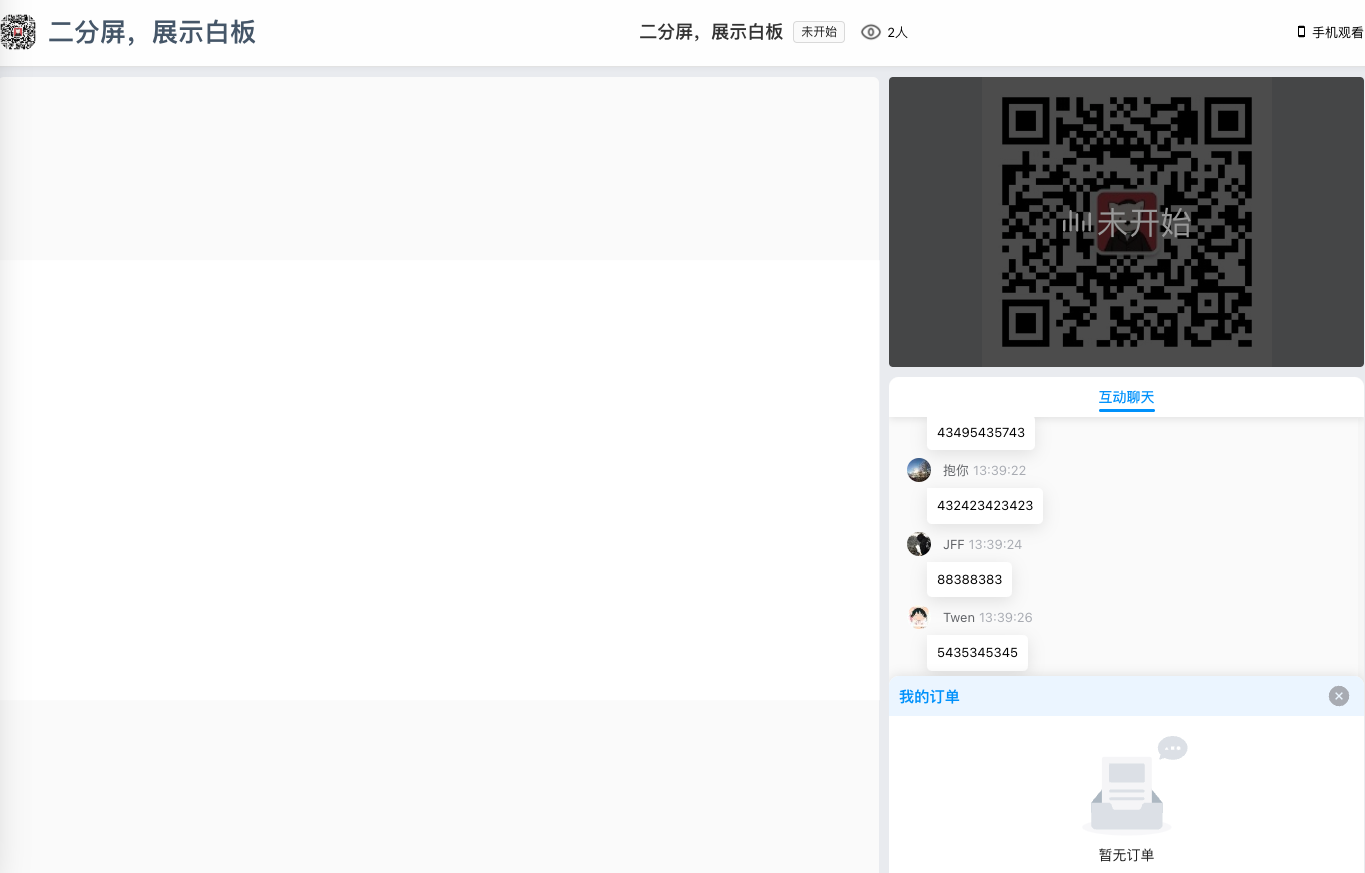 二分屏，展示白板
二分屏，展示白板 未开始 2人
手机观看
未开始
互动聊天
43495435743
抱你 13:39:22
432423423423
JFF 13:39:24
88388383
Twen 13:39:26
5435345345
我的订单
暂无订单